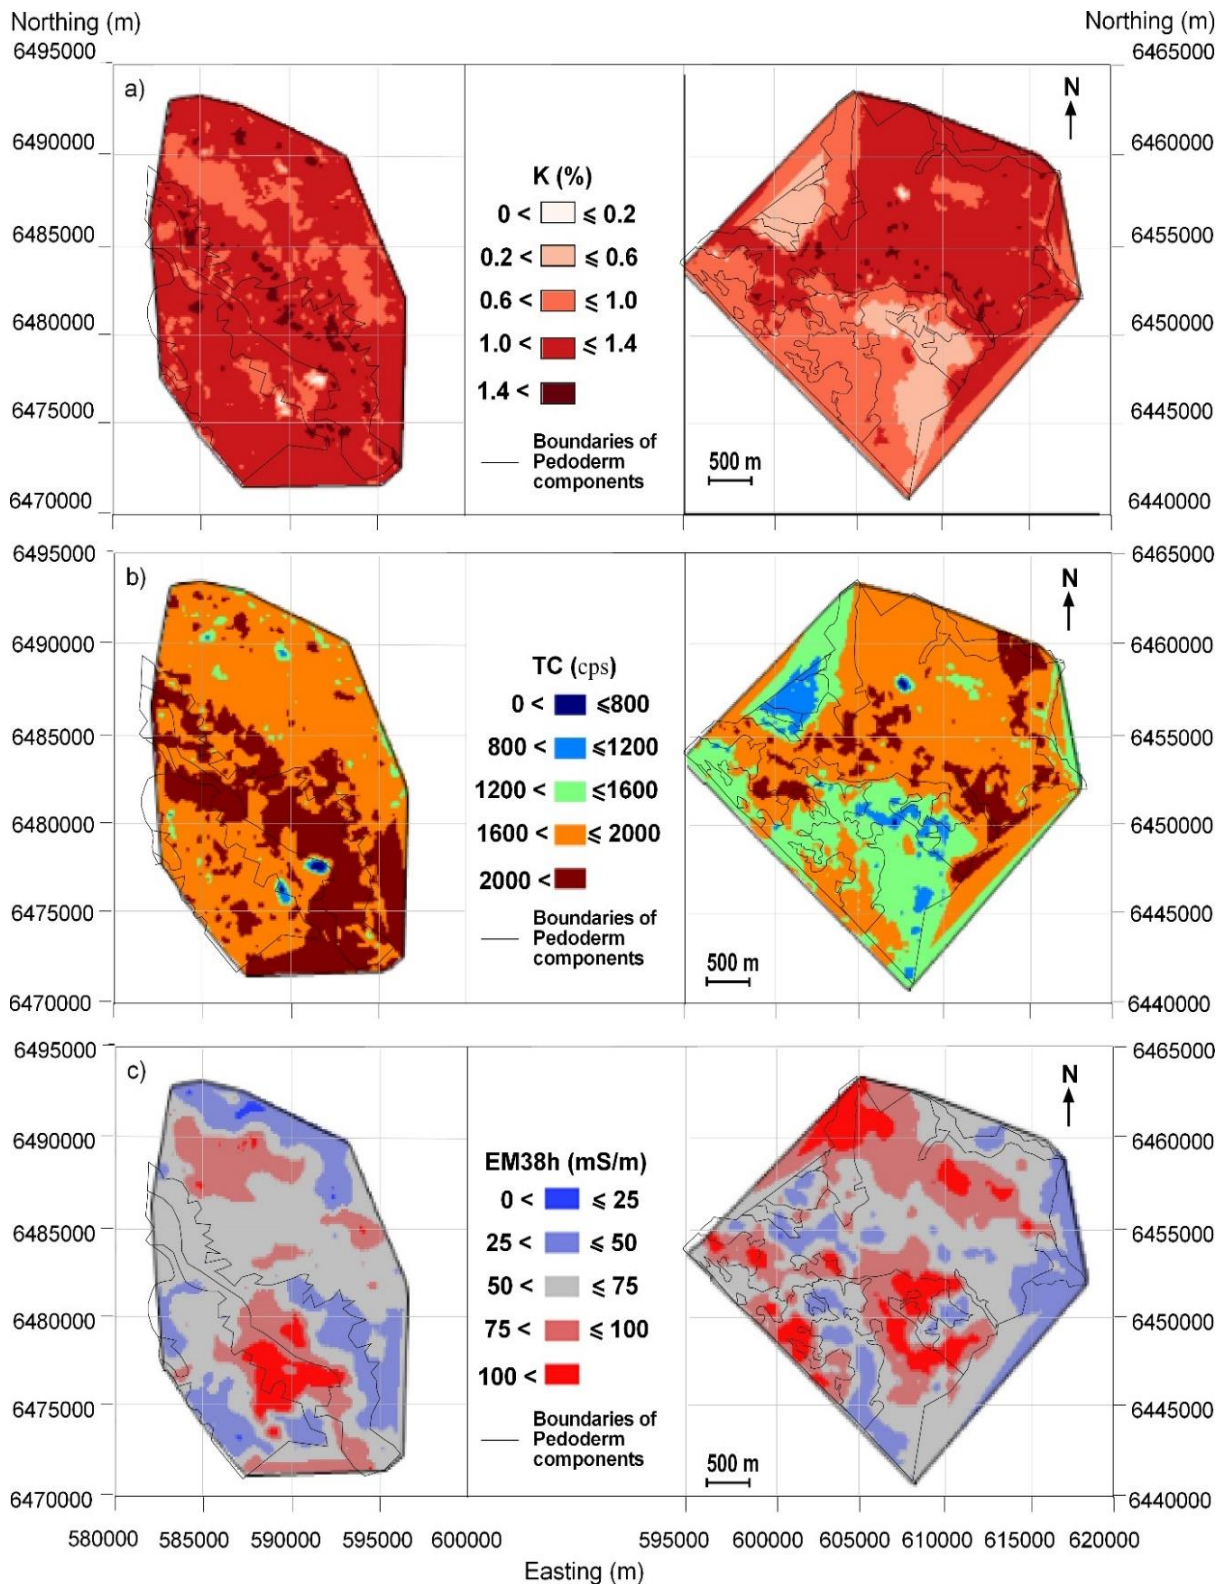 Northing (m)
Northing (m)
6495000
6465000
a)
N
6490000
6460000
K (%)
0 < ⩽ 0.2
6485000
6455000
0.2 < ⩽ 0.6
0.6 < ⩽ 1.0
6480000
6450000
1.0 < ⩽ 1.4
1.4 <
6475000
6445000
Boundaries of
Pedoderm
components
500 m
6470000
6440000
6495000
6465000
b)
N
6490000
6460000
TC (cps)
0 < ⩽800
6485000
6455000
800 < ⩽1200
1200 < ⩽1600
6480000
6450000
1600 < ⩽ 2000
2000 <
6475000
6445000
Boundaries of
Pedoderm
components
500 m
6470000
6440000
6495000
6465000
c)
N
6490000
6460000
EM38h (mS/m)
0 < ⩽ 25
6485000
6455000
25 < ⩽ 50
50 < ⩽ 75
6480000
6450000
75 < ⩽ 100
100 <
6475000
6445000
Boundaries of
Pedoderm
components
500 m
6470000
6440000
580000 585000 590000 595000 600000 595000 600000 605000 610000 615000 620000
Easting (m)